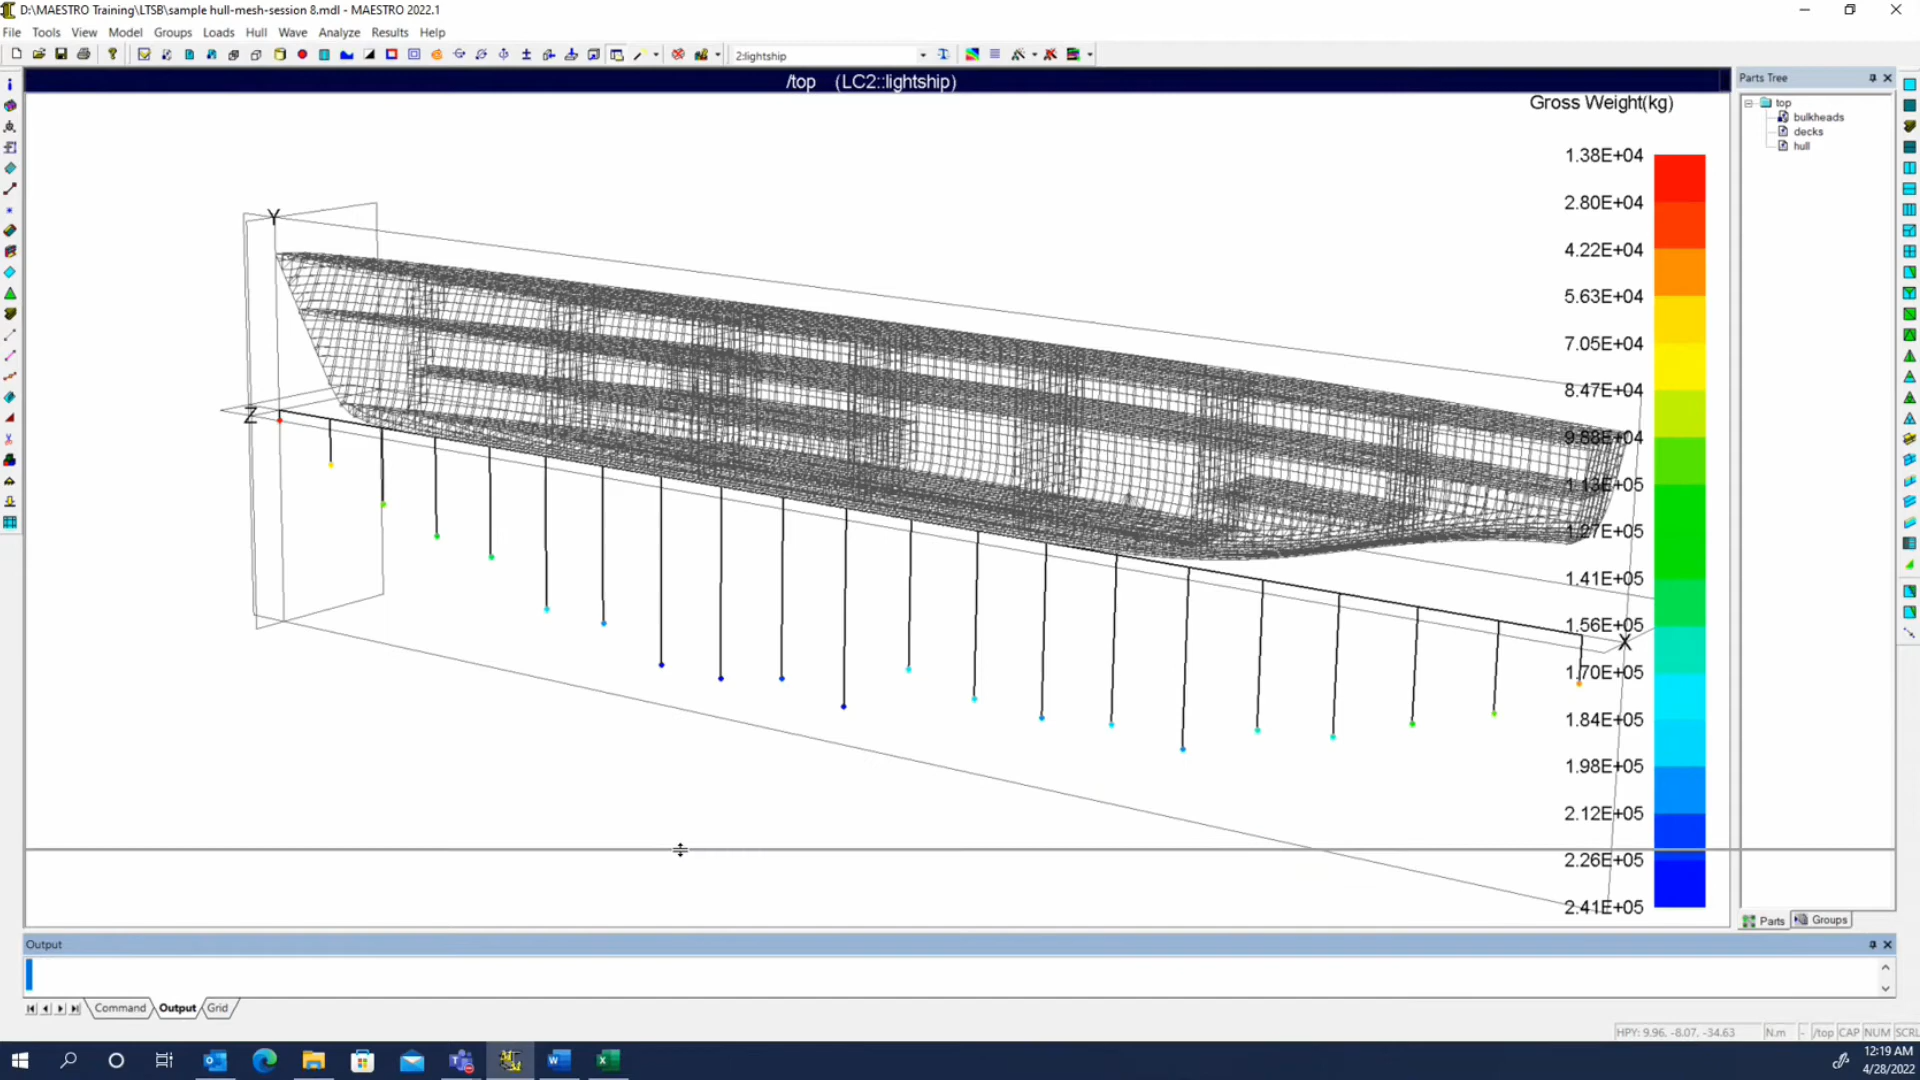 D:\MAESTRO Training\LTSB\sample hull-mesh-session 8.mdl - MAESTRO 2022.1
File Tools View Model Groups Loads Hull Wave Analyze Results Help
2:lightship
/top (LC2::lightship)
Parts Tree
Gross Weight(kg)
top
bulkheads
decks
hull
1.38E+04
2.80E+04
4.22E+04
5.63E+04
7.05E+04
8.47E+04
9.88E+04
1.13E+05
1.27E+05
1.41E+05
1.56E+05
1.70E+05
1.84E+05
1.98E+05
2.12E+05
2.26E+05
2.41E+05
Y
Z
X
Parts Groups
Output
Command Output Grid
HPY: 9.96, -8.07, -34.63 N.m - /top CAP NUM SCRL
12:19 AM
4/28/2022